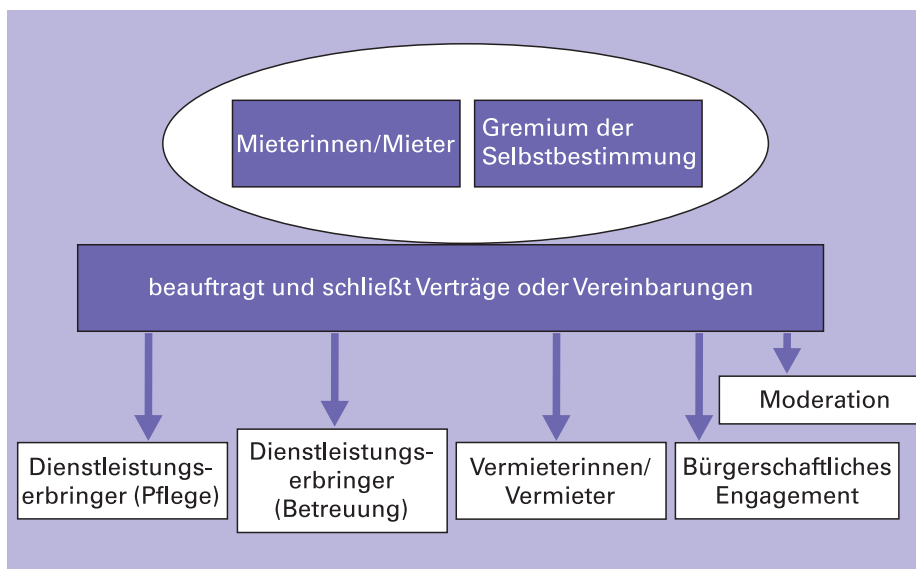 Mieterinnen/Mieter
Gremium der
Selbstbestimmung
beauftragt und schließt Verträge oder Vereinbarungen
Moderation
Dienstleistungs-
erbringer (Pflege)
Dienstleistungs-
erbringer
(Betreuung)
Vermieterinnen/
Vermieter
Bürgerschaftliches
Engagement